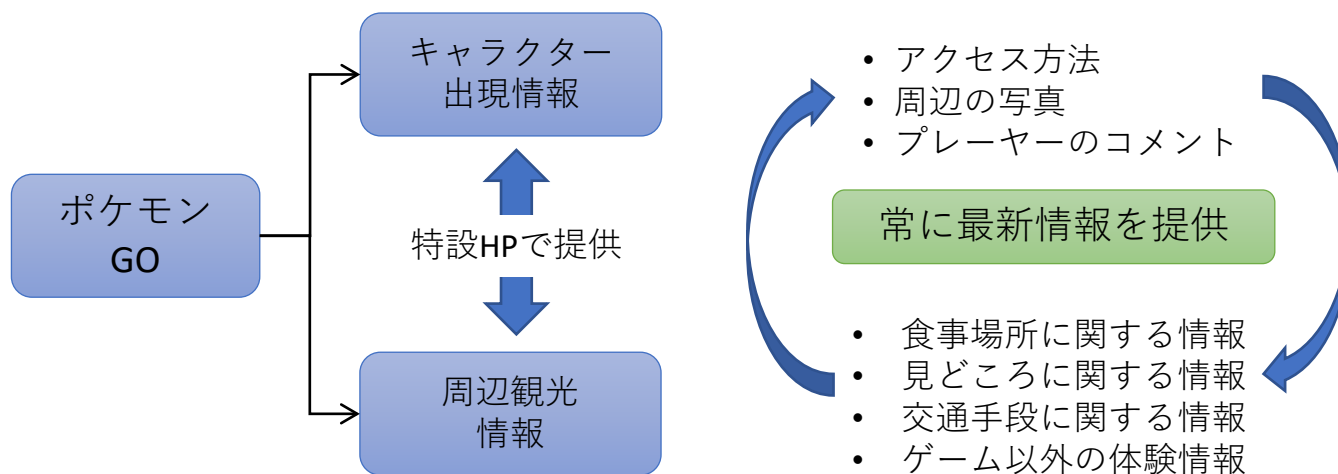 キャラクター
出現情報
ポケモン
GO
特設HPで提供
周辺観光
情報
• アクセス方法
• 周辺の写真
• プレーヤーのコメント
常に最新情報を提供
• 食事場所に関する情報
• 見どころに関する情報
• 交通手段に関する情報
• ゲーム以外の体験情報